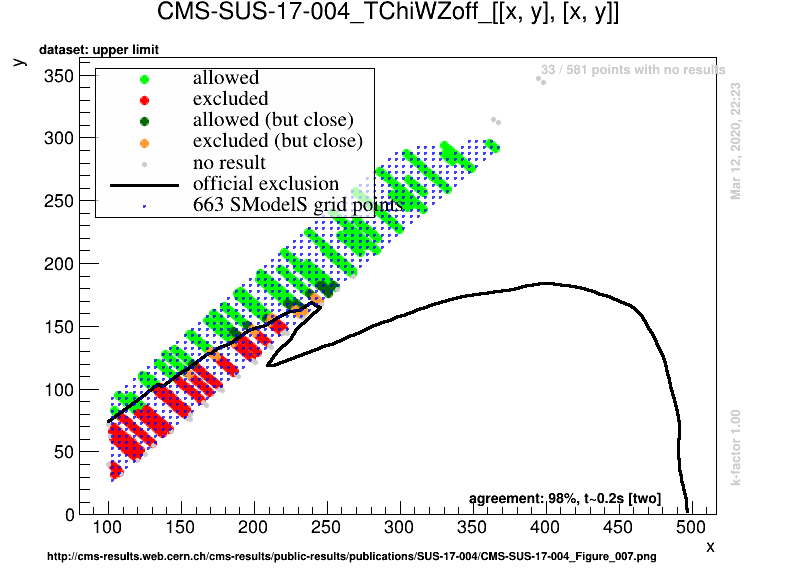 CMS-SUS-17-004_TChiWZoff_[[x, y], [x, y]]
dataset: upper limit
y
33 / 581 points with no results
allowed
excluded
allowed (but close)
excluded (but close)
no result
official exclusion
663 SModelS grid points
350
300
250
200
150
100
50
0
Mar 12, 2020, 22:23
k-factor 1.00
agreement: 98%, t~0.2s [two]
100 150 200 250 300 350 400 450 500
x
http://cms-results.web.cern.ch/cms-results/public-results/publications/SUS-17-004/CMS-SUS-17-004_Figure_007.png